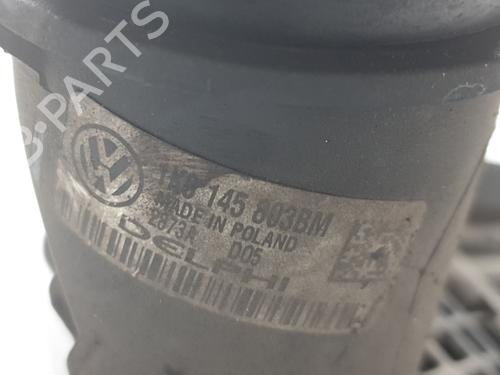 B-PARTS
1K0 145 803BM
MADE IN POLAND
2873A D05
DELPHI